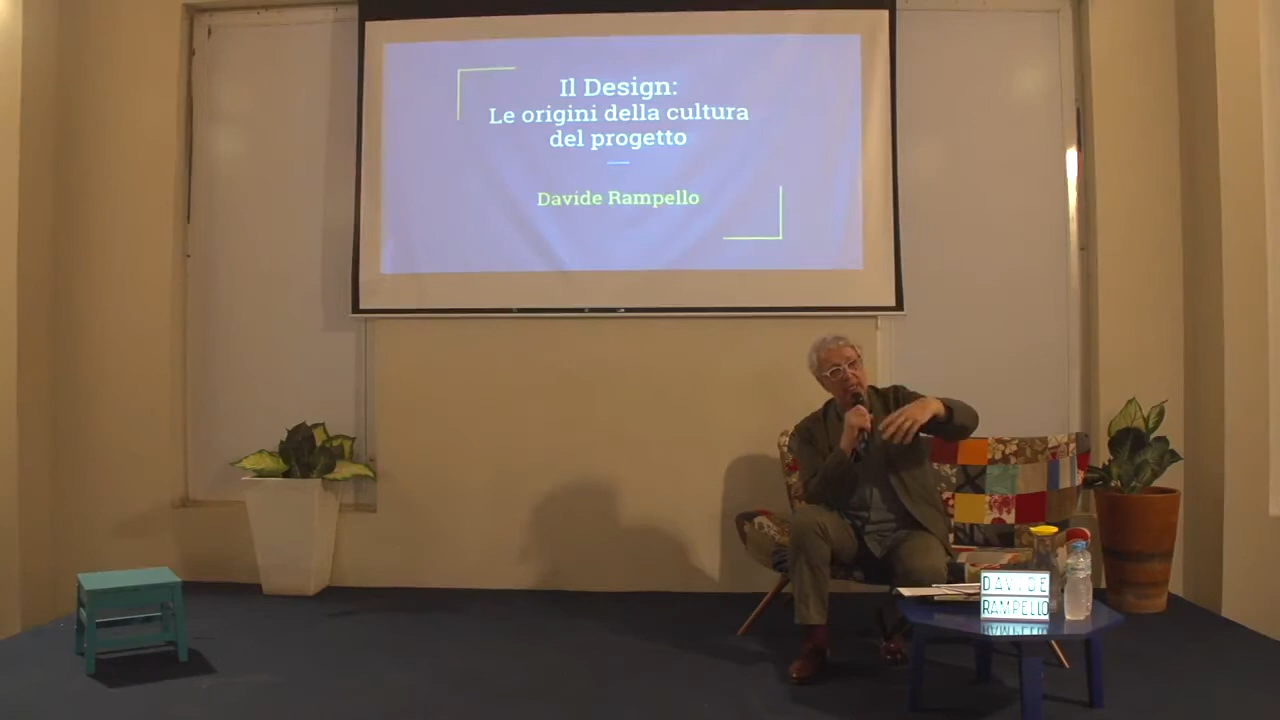 Il Design:
Le origini della cultura
del progetto
Davide Rampello
DAVIDE
RAMPELLO